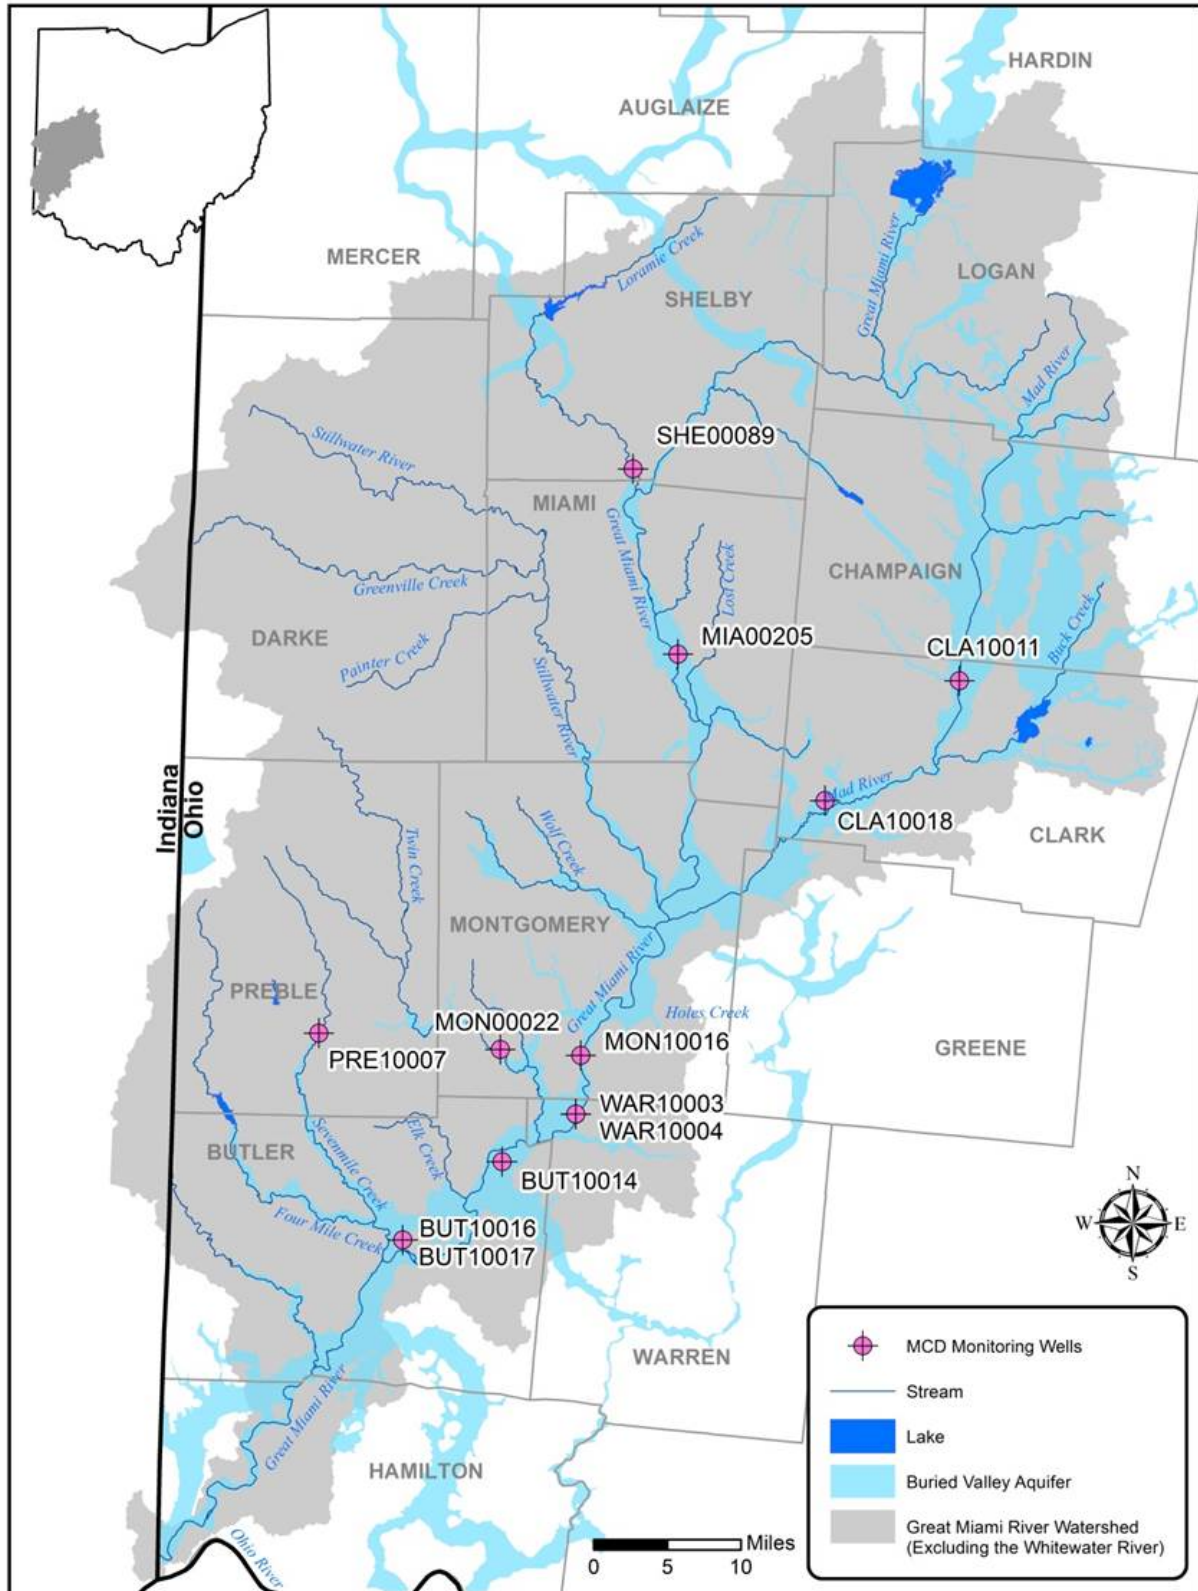 HARDIN
AUGLAIZE
MERCER
Loramie Creek
SHELBY
Great Miami River
LOGAN
Mad River
SHE00089
Stillwater River
MIAMI
Great Miami River
Lost Creek
CHAMPAIGN
Greenville Creek
Buck Creek
DARKE
Painter Creek
MIA00205
CLA10011
Stillwater River
Indiana
Ohio
Mad River
CLA10018
CLARK
Twin Creek
Wolf Creek
MONTGOMERY
Great Miami River
PREBLE
Holes Creek
MON00022
MON10016
GREENE
PRE10007
WAR10003
WAR10004
Elk Creek
Sevenmile Creek
BUTLER
BUT10014
Four Mile Creek
BUT10016
BUT10017
N
W E
S
WARREN
Great Miami River
HAMILTON
Ohio River
Miles
0 5 10
MCD Monitoring Wells
Stream
Lake
Buried Valley Aquifer
Great Miami River Watershed
(Excluding the Whitewater River)